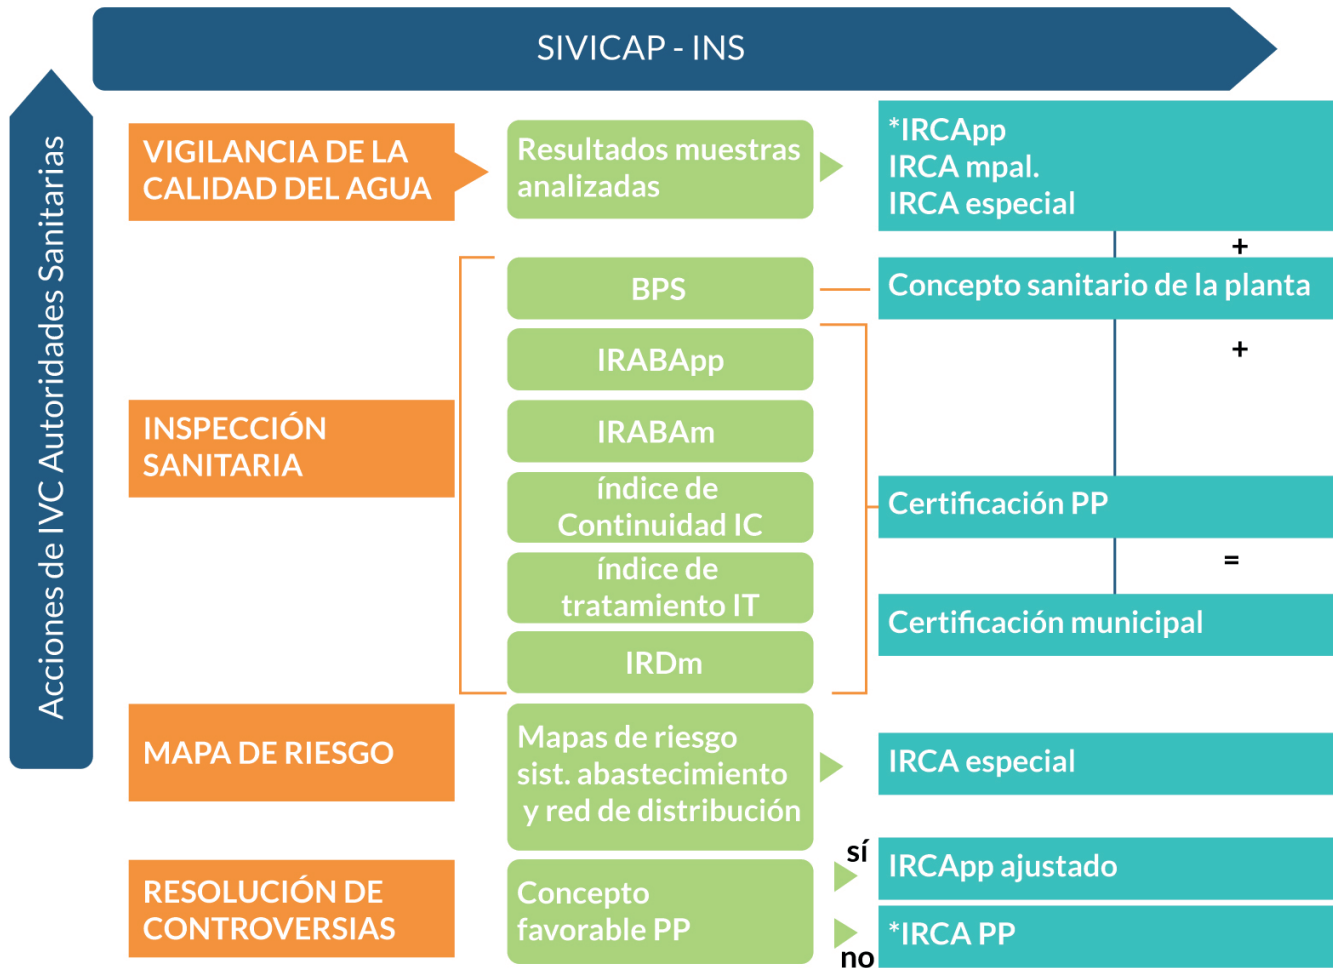 SIVICAP - INS
Acciones de IVC Autoridades Sanitarias
VIGILANCIA DE LA
CALIDAD DEL AGUA
Resultados muestras
analizadas
*IRCApp
IRCA mpal.
IRCA especial
+
INSPECCIÓN
SANITARIA
BPS
Concepto sanitario de la planta
+
IRABApp
IRABAm
índice de
Continuidad IC
índice de
tratamiento IT
IRDm
Certificación PP
=
Certificación municipal
MAPA DE RIESGO
Mapas de riesgo
sist. abastecimiento
y red de distribución
IRCA especial
RESOLUCIÓN DE
CONTROVERSIAS
Concepto
favorable PP
sí
IRCApp ajustado
no
*IRCA PP